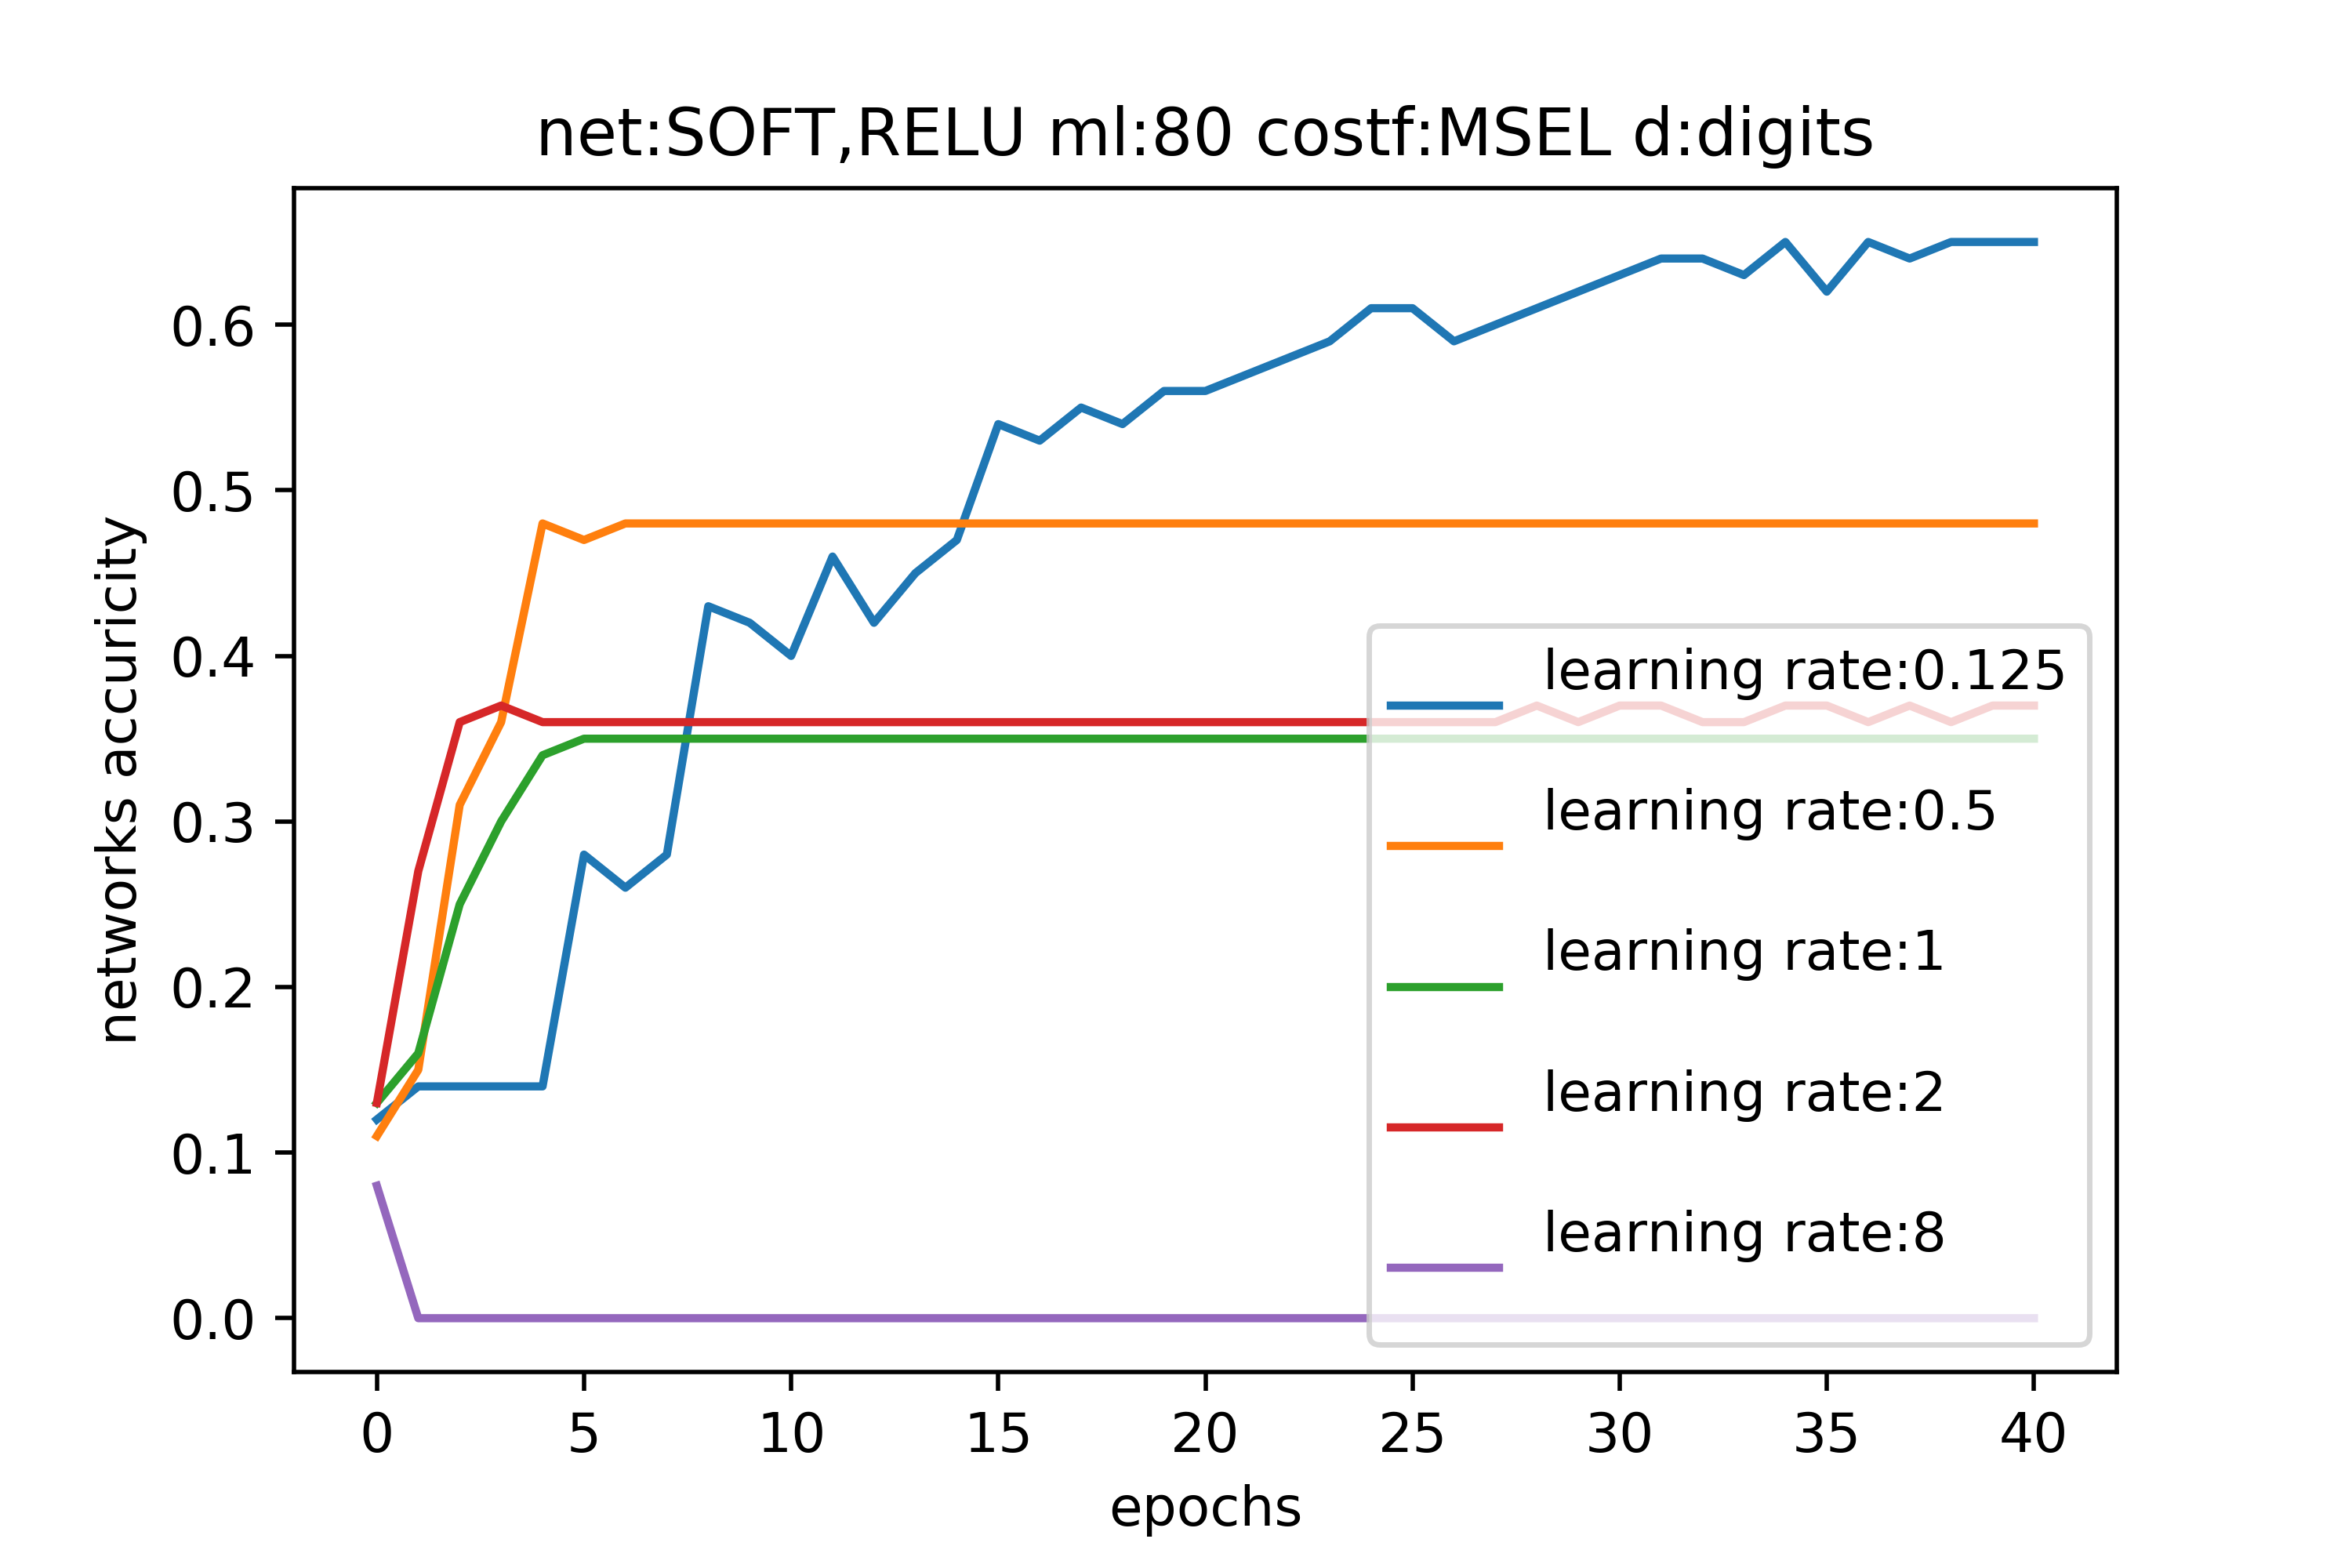 net:SOFT,RELU ml:80 costf:MSEL d:digits
networks accuricity
0.6
0.5
0.4
0.3
0.2
0.1
0.0
learning rate:0.125
learning rate:0.5
learning rate:1
learning rate:2
learning rate:8
0 5 10 15 20 25 30 35 40
epochs